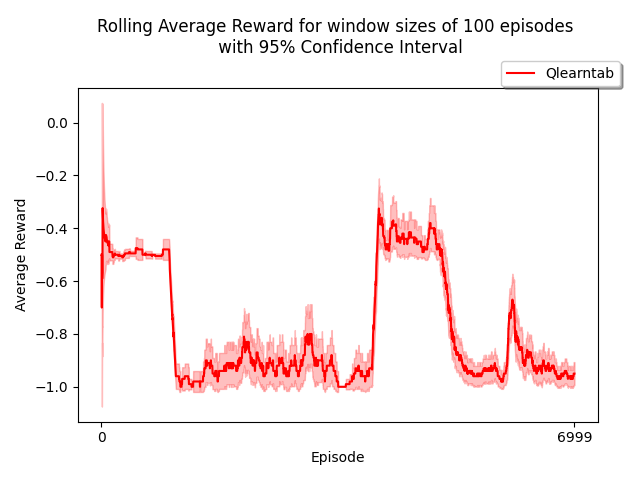 Rolling Average Reward for window sizes of 100 episodes
with 95% Confidence Interval
Qlearntab
Average Reward
0.0
−0.2
−0.4
−0.6
−0.8
−1.0
0
6999
Episode